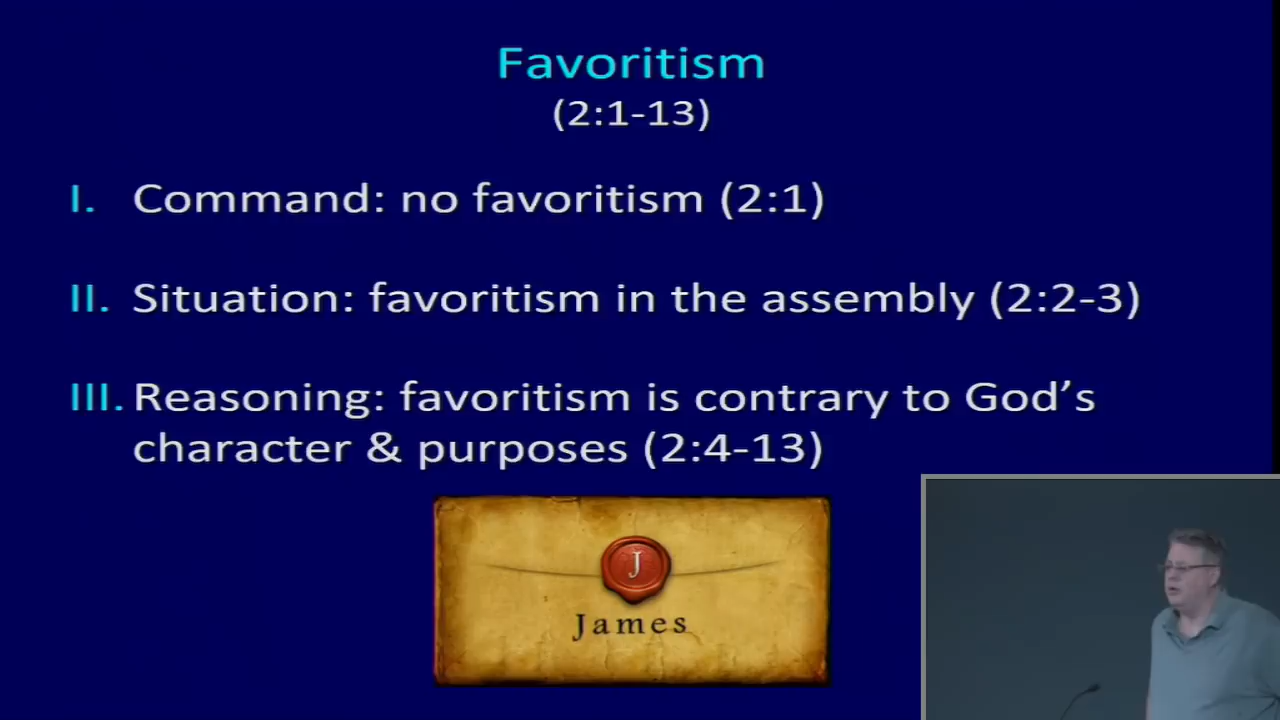 Favoritism
(2:1-13)
I. Command: no favoritism (2:1)
II. Situation: favoritism in the assembly (2:2-3)
III. Reasoning: favoritism is contrary to God’s
character & purposes (2:4-13)
J
James